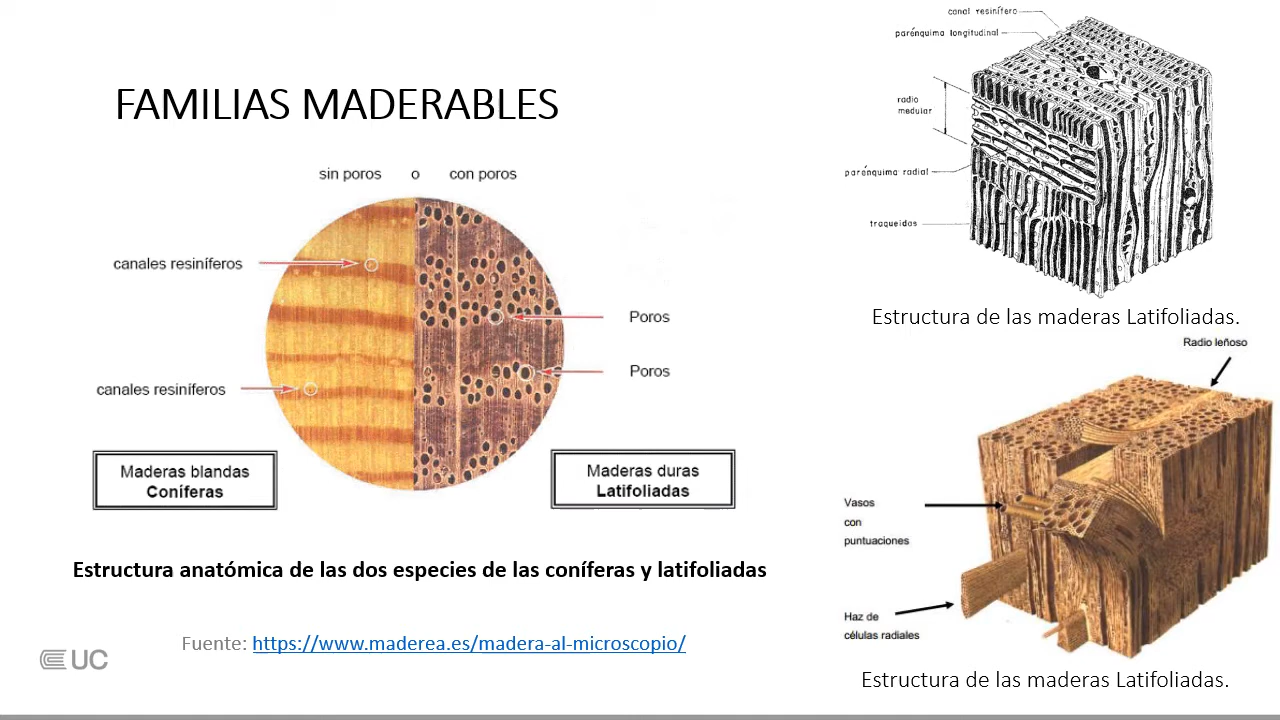 FAMILIAS MADERABLES
sin poros o con poros
canales resiníferos
Poros
Poros
canales resiníferos
Maderas blandas
Coníferas
Maderas duras
Latifoliadas
Estructura anatómica de las dos especies de las coníferas y latifoliadas
Fuente: https://www.maderea.es/madera-al-microscopio/
UC
canal resinífero
parénquima longitudinal
radio
medular
parénquima radial
traqueidas
Estructura de las maderas Latifoliadas.
Radio leñoso
Vasos
con
puntuaciones
Haz de
células radiales
Estructura de las maderas Latifoliadas.